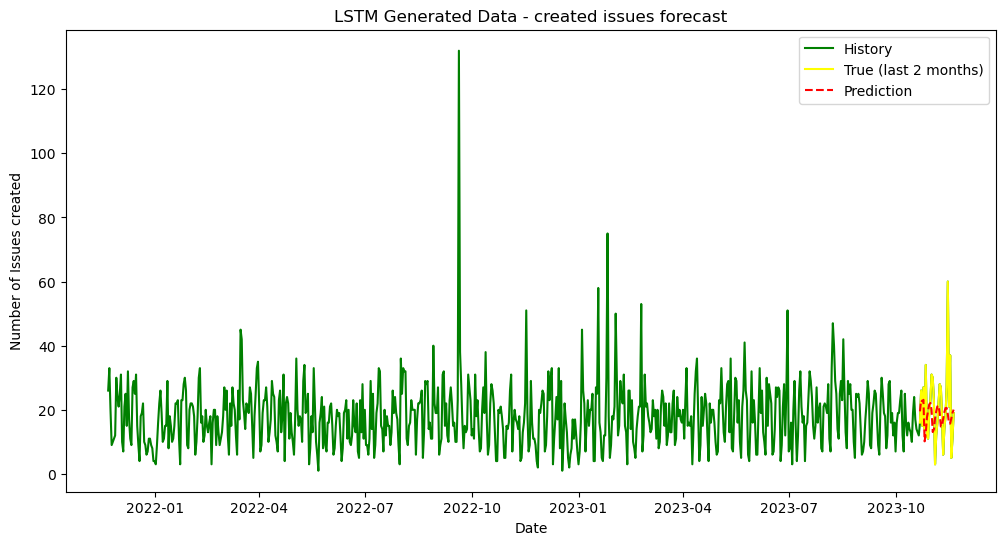 LSTM Generated Data - created issues forecast
History
True (last 2 months)
Prediction
Number of Issues created
120
100
80
60
40
20
0
2022-01
2022-04
2022-07
2022-10
2023-01
2023-04
2023-07
2023-10
Date